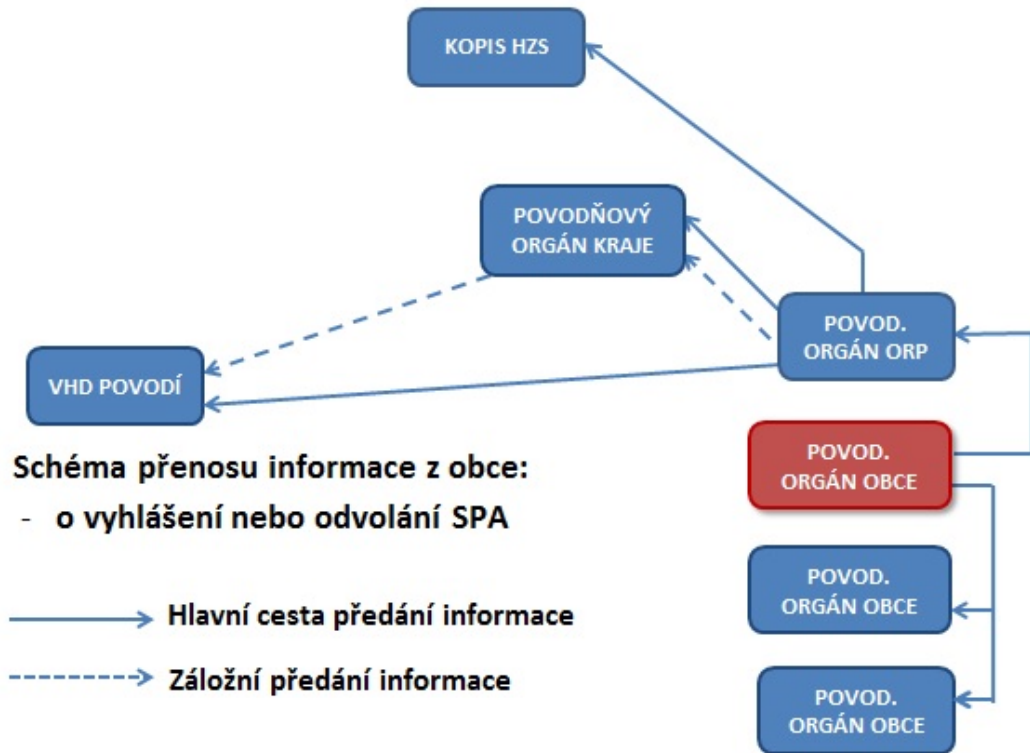 KOPIS HZS
POVODŇOVÝ
ORGÁN KRAJE
POVOD.
ORGÁN ORP
VHD POVODÍ
POVOD.
ORGÁN OBCE
Schéma přenosu informace z obce:
- o vyhlášení nebo odvolání SPA
POVOD.
ORGÁN OBCE
Hlavní cesta předání informace
Záložní předání informace
POVOD.
ORGÁN OBCE